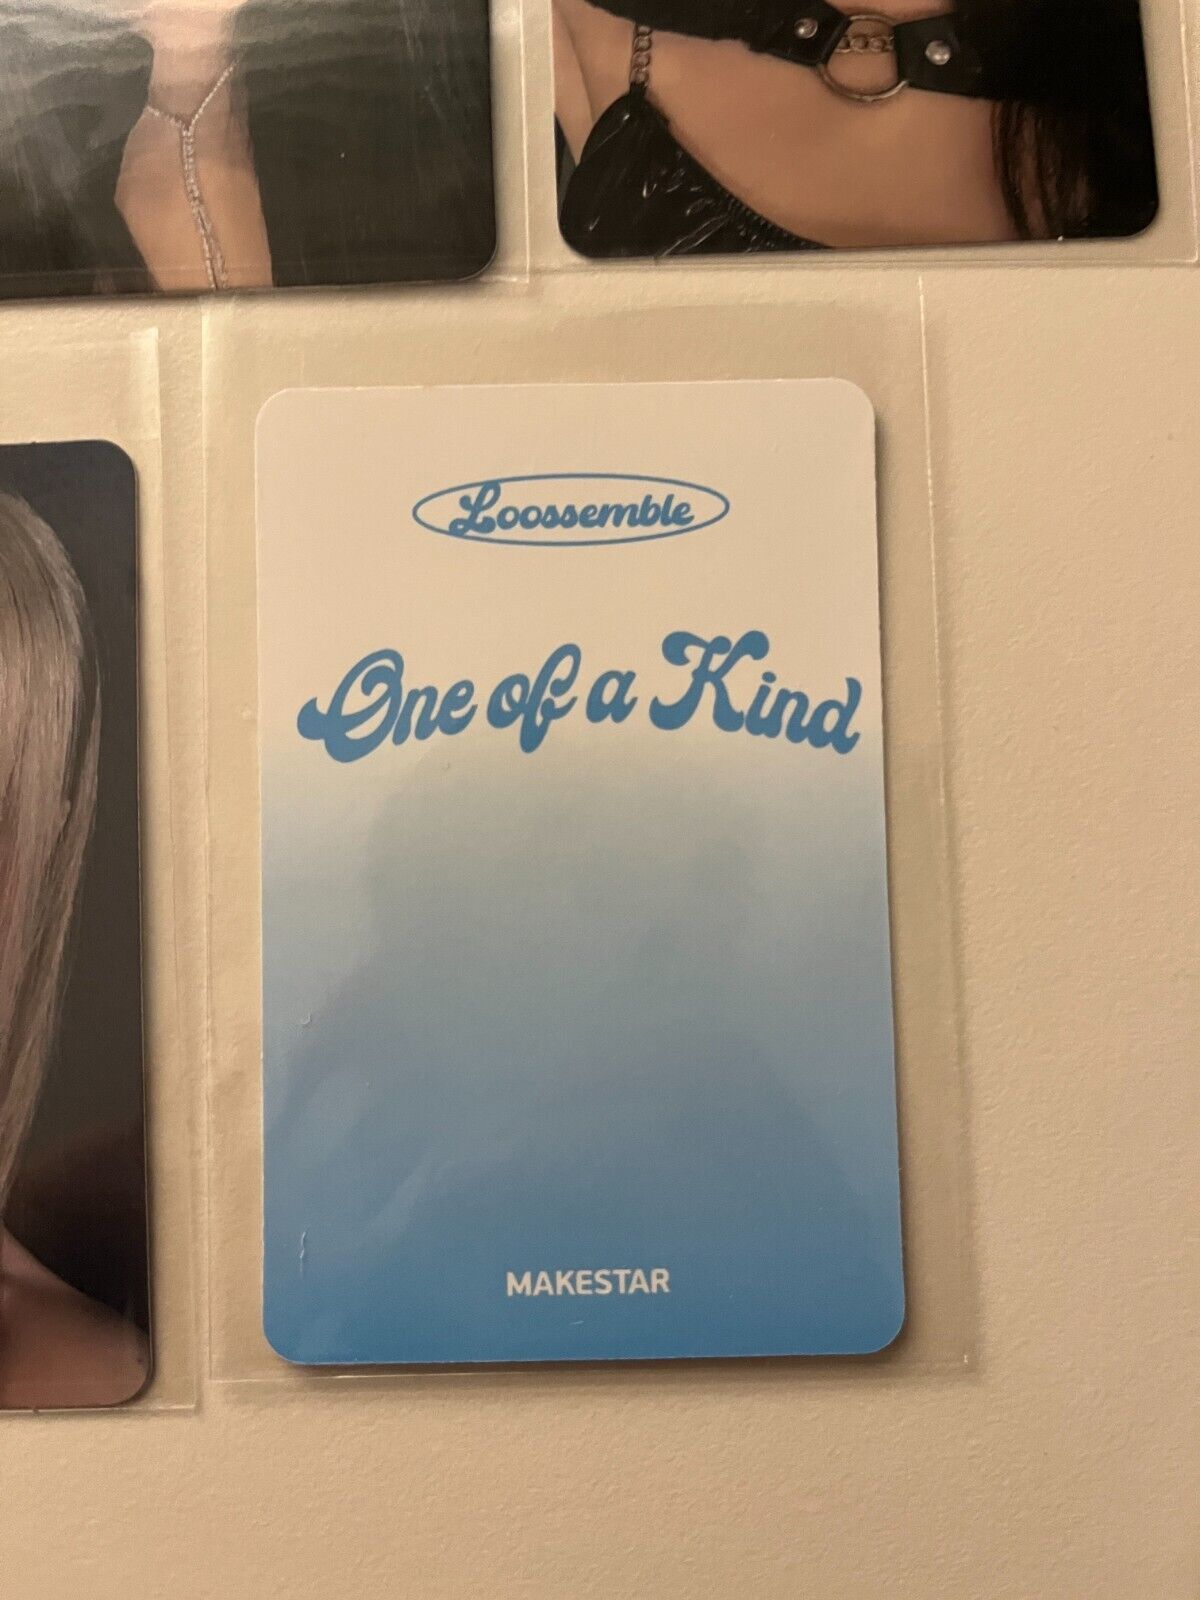 Loossemble
One of a Kind
MAKESTAR